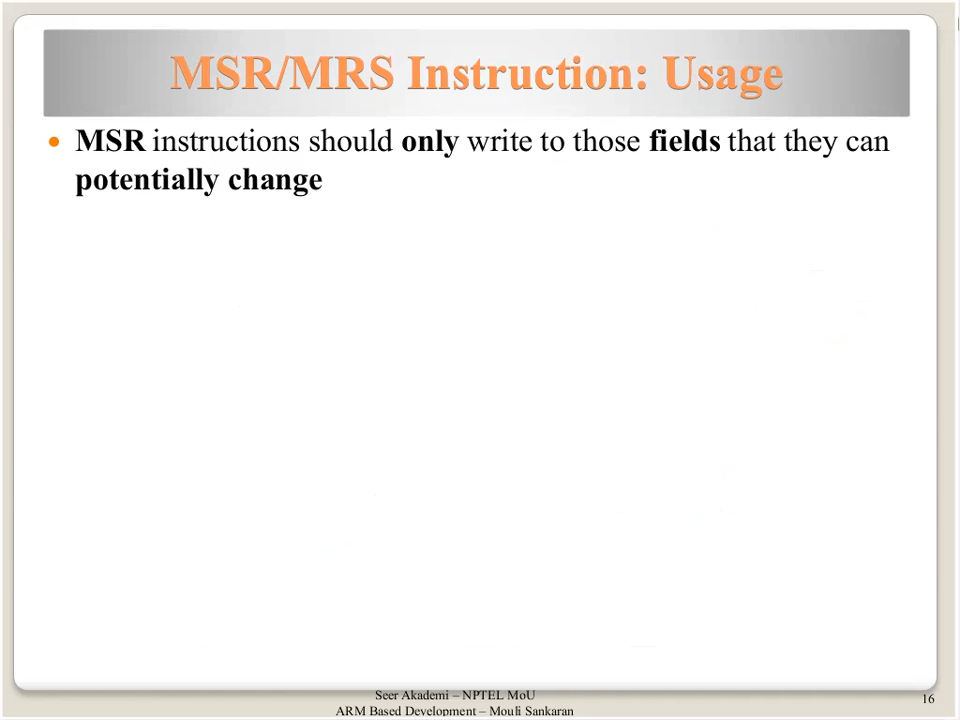 MSR/MRS Instruction: Usage
• MSR instructions should only write to those fields that they can
potentially change
Seer Akademi – NPTEL MoU
ARM Based Development – Mouli Sankaran
16